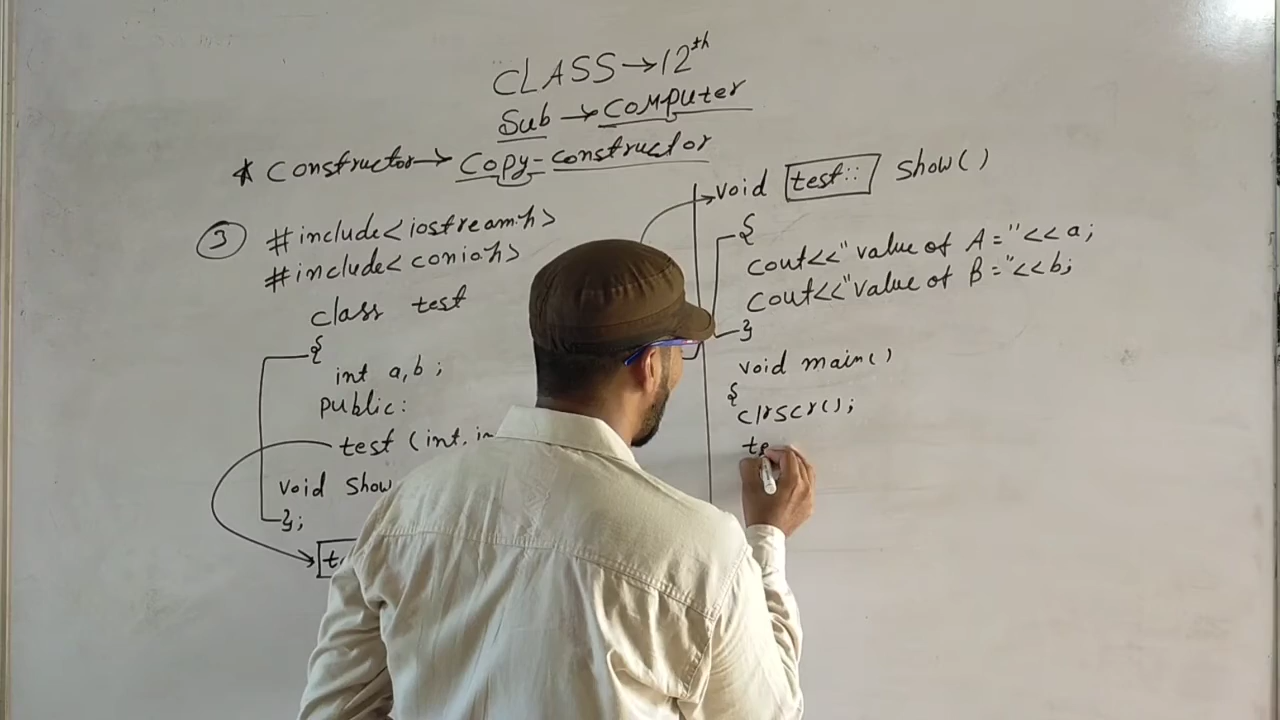 CLASS→12th
Sub→Computer
* Constructor→Copy-constructor
3 #include<iostream.h>
#include<conio.h>
class test
{
int a,b;
public:
test (int, in
void show
};
void test:: show()
{
cout<<"value of A="<<a;
cout<<"value of B="<<b;
}
void main()
{
clrscr();
te